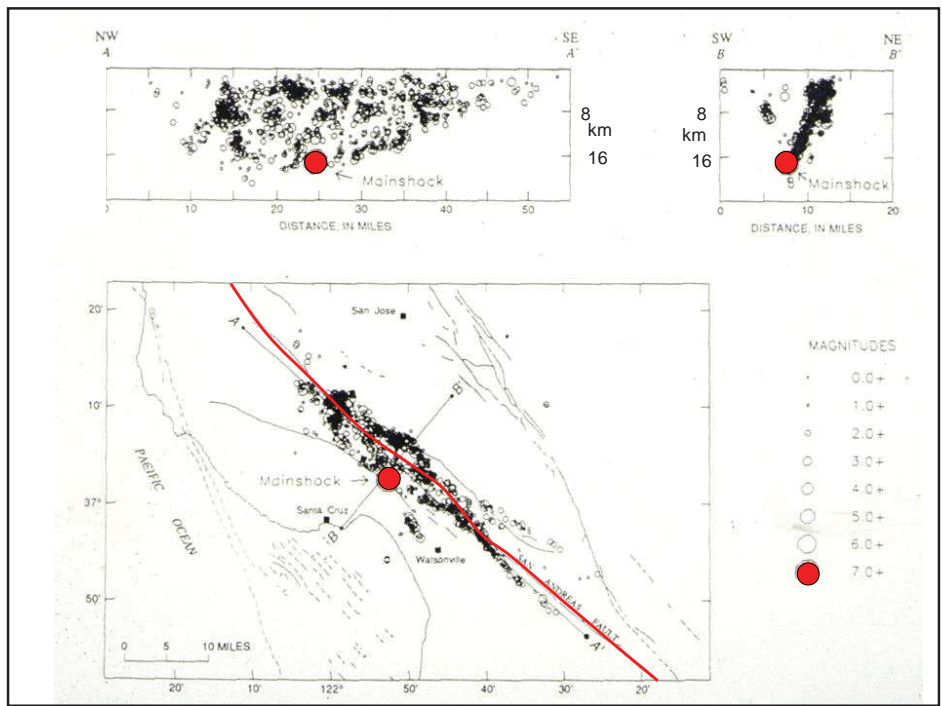 NW
A
SE
A'
8
km
16
Mainshock
10
20
30
40
50
DISTANCE, IN MILES
SW
B
NE
B'
8
km
16
Mainshock
0
10
20
DISTANCE, IN MILES
20'
10'
37°
50'
A
San Jose
B'
PACIFIC
OCEAN
Mainshock
Santa Cruz
B
Watsonville
SAN ANDREAS FAULT
A'
0 5 10 MILES
20'
10'
122°
50'
40'
30'
20'
MAGNITUDES
0.0+
1.0+
2.0+
3.0+
4.0+
5.0+
6.0+
7.0+